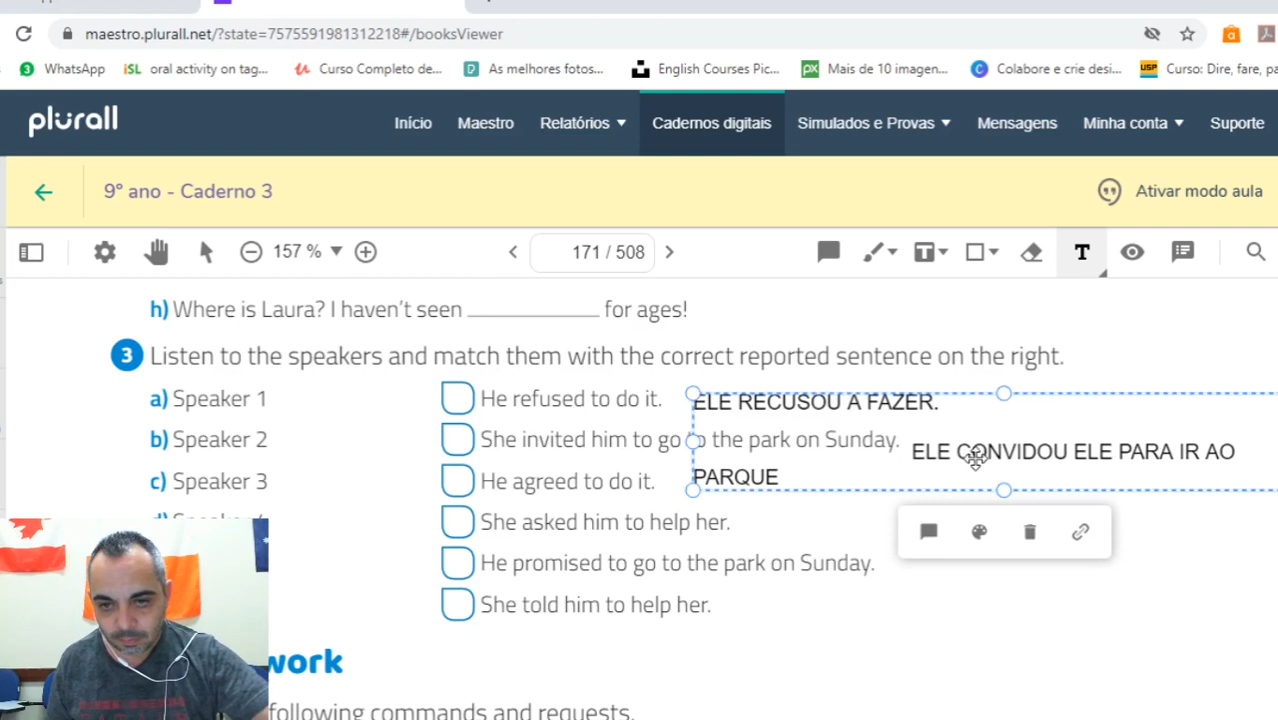 maestro.plurall.net/?state=7575591981312218#/booksViewer
WhatsApp iSL oral activity on tag... Curso Completo de... As melhores fotos... English Courses Pic... px Mais de 10 imagen... Colabore e crie desi... USP Curso: Dire, fare, pa
plurall Início Maestro Relatórios Cadernos digitais Simulados e Provas Mensagens Minha conta Suporte
9º ano - Caderno 3 Ativar modo aula
157 % 171 / 508 T
h) Where is Laura? I haven't seen __________ for ages!
3 Listen to the speakers and match them with the correct reported sentence on the right.
a) Speaker 1 He refused to do it. ELE RECUSOU A FAZER.
b) Speaker 2 She invited him to go to the park on Sunday. ELE CONVIDOU ELE PARA IR AO
c) Speaker 3 He agreed to do it. PARQUE
She asked him to help her.
He promised to go to the park on Sunday.
She told him to help her.
work
following commands and requests.